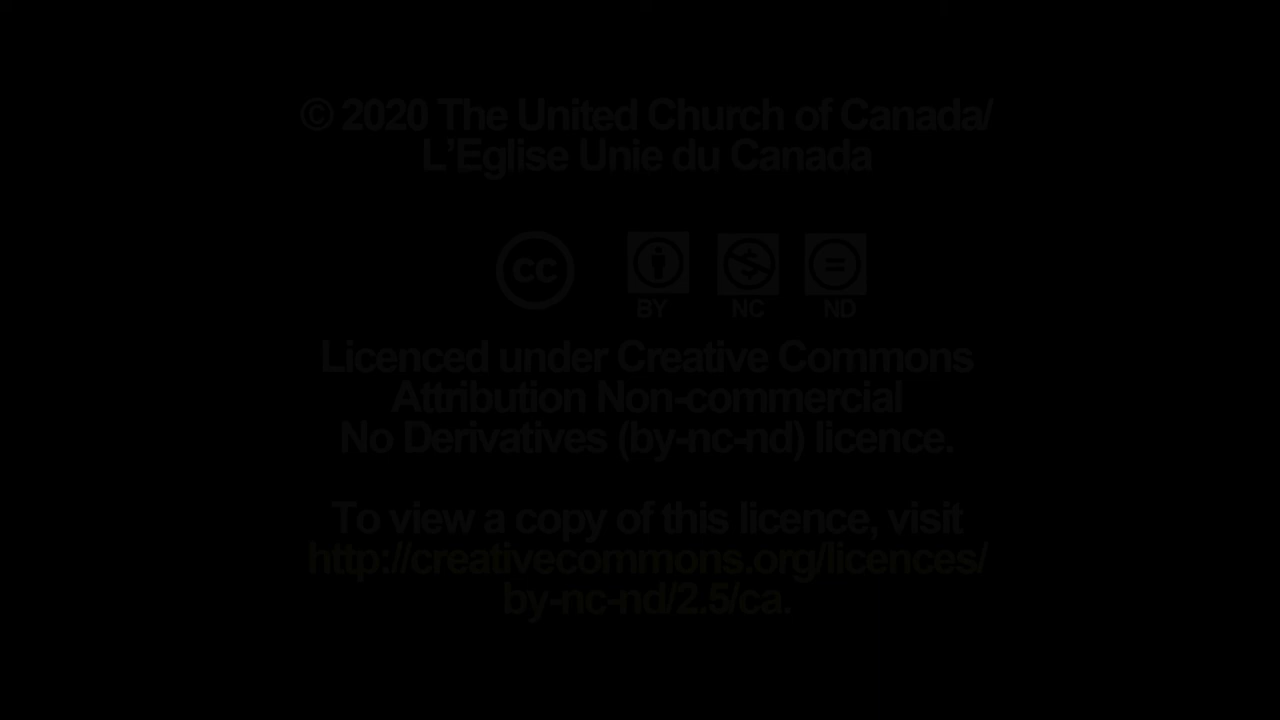 © 2020 The United Church of Canada/
L’Eglise Unie du Canada
cc
BY NC ND
Licenced under Creative Commons
Attribution Non-commercial
No Derivatives (by-nc-nd) licence.
To view a copy of this licence, visit
http://creativecommons.org/licences/
by-nc-nd/2.5/ca.